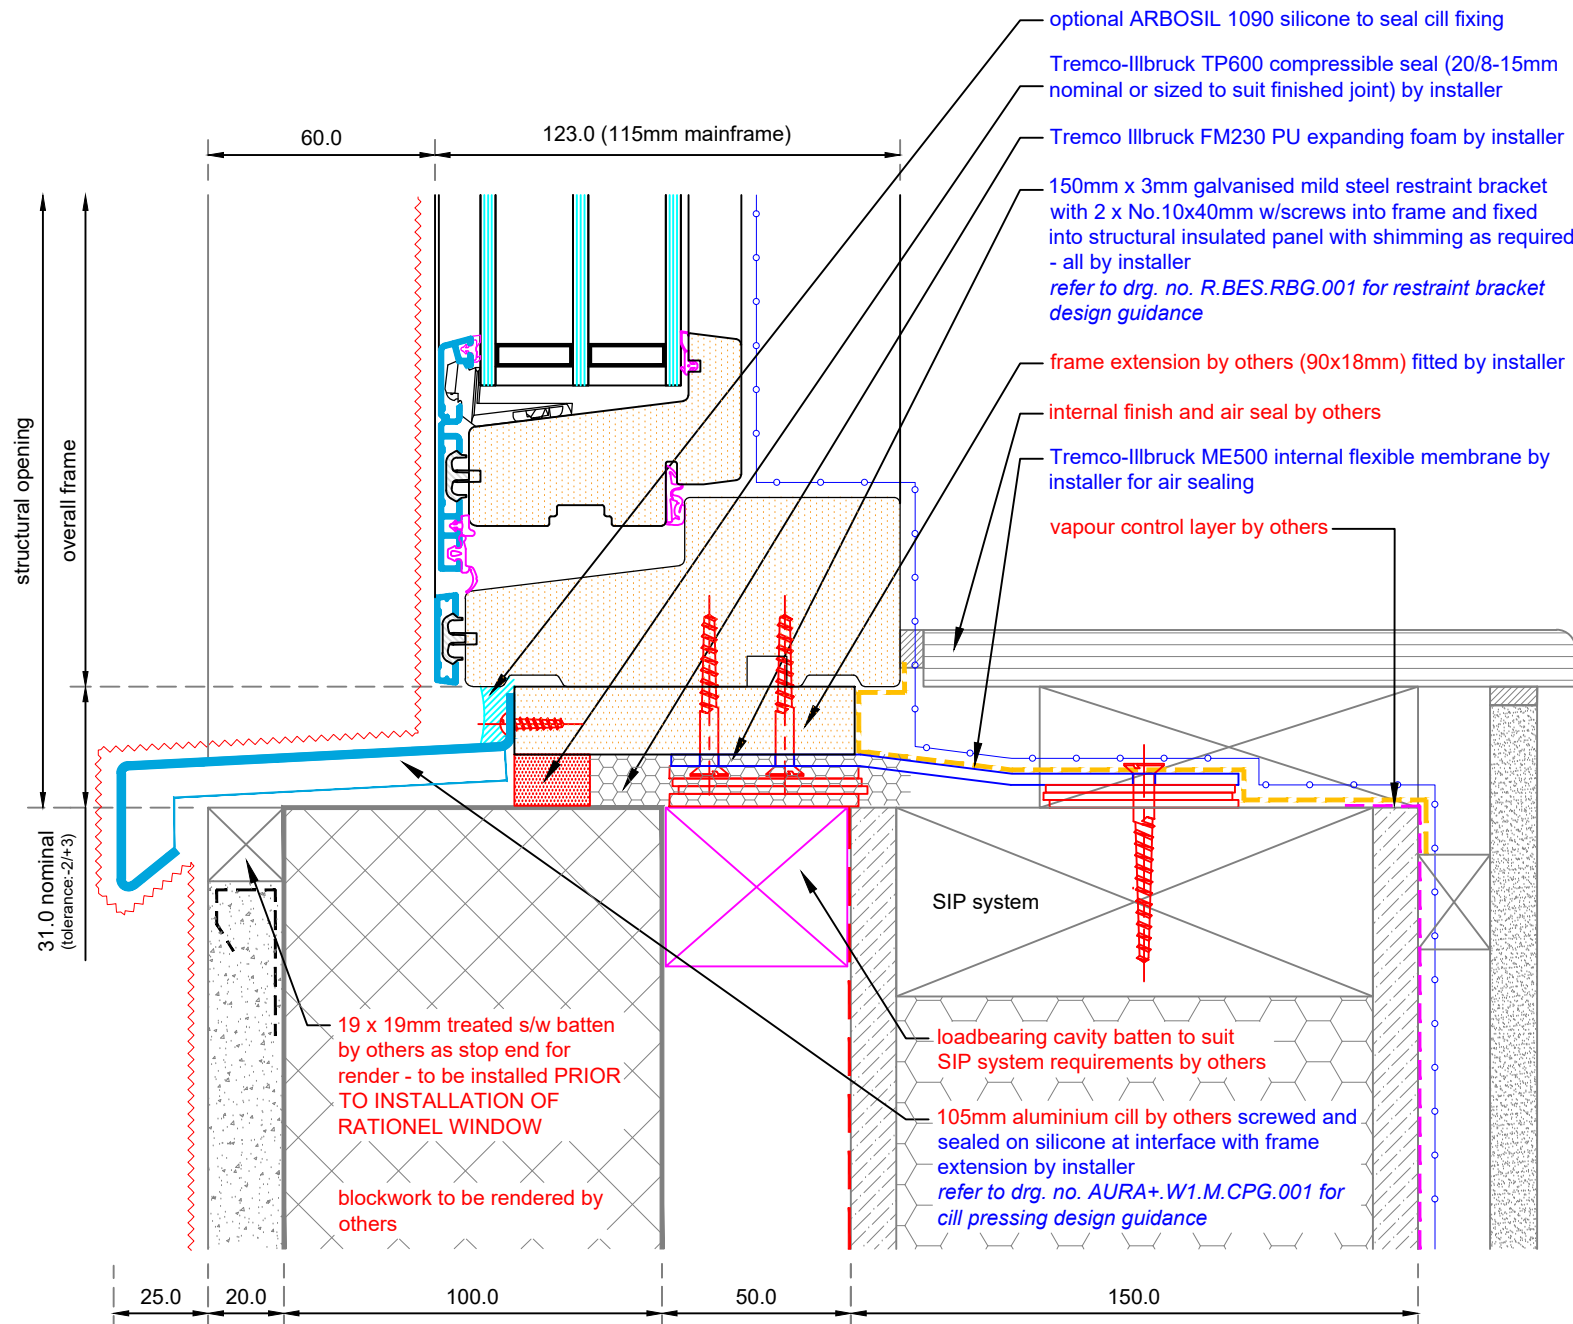 optional ARBOSIL 1090 silicone to seal cill fixing
Tremco-Illbruck TP600 compressible seal (20/8-15mm
nominal or sized to suit finished joint) by installer
60.0
123.0 (115mm mainframe)
Tremco Illbruck FM230 PU expanding foam by installer
150mm x 3mm galvanised mild steel restraint bracket
with 2 x No.10x40mm w/screws into frame and fixed
into structural insulated panel with shimming as required
- all by installer
refer to drg. no. R.BES.RBG.001 for restraint bracket
design guidance
frame extension by others (90x18mm) fitted by installer
internal finish and air seal by others
Tremco-Illbruck ME500 internal flexible membrane by
installer for air sealing
vapour control layer by others
structural opening
overall frame
31.0 nominal
(tolerance:-2/+3)
SIP system
19 x 19mm treated s/w batten
by others as stop end for
render - to be installed PRIOR
TO INSTALLATION OF
RATIONEL WINDOW
blockwork to be rendered by
others
loadbearing cavity batten to suit
SIP system requirements by others
105mm aluminium cill by others screwed and
sealed on silicone at interface with frame
extension by installer
refer to drg. no. AURA+.W1.M.CPG.001 for
cill pressing design guidance
25.0
20.0
100.0
50.0
150.0